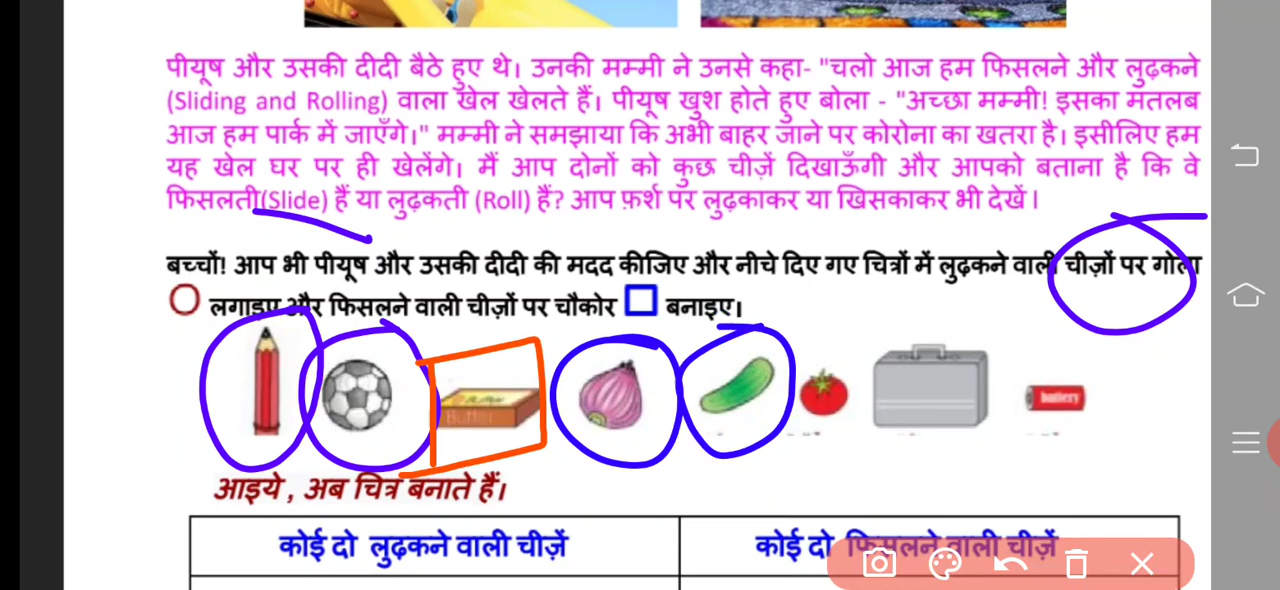 पीयूष और उसकी दीदी बैठे हुए थे। उनकी मम्मी ने उनसे कहा- "चलो आज हम फिसलने और लुढ़कने
(Sliding and Rolling) वाला खेल खेलते हैं। पीयूष खुश होते हुए बोला - "अच्छा मम्मी! इसका मतलब
आज हम पार्क में जाएँगे।" मम्मी ने समझाया कि अभी बाहर जाने पर कोरोना का खतरा है। इसीलिए हम
यह खेल घर पर ही खेलेंगे। मैं आप दोनों को कुछ चीज़ें दिखाऊँगी और आपको बताना है कि वे
फिसलती(Slide) हैं या लुढ़कती (Roll) हैं? आप फ़र्श पर लुढ़काकर या खिसकाकर भी देखें ।
बच्चों! आप भी पीयूष और उसकी दीदी की मदद कीजिए और नीचे दिए गए चित्रों में लुढ़कने वाली चीज़ों पर गोला
लगाइए और फिसलने वाली चीज़ों पर चौकोर बनाइए।
Butter
Butter
battery
आइये , अब चित्र बनाते हैं।
कोई दो लुढ़कने वाली चीज़ें
कोई दो फिसलने वाली चीज़ें